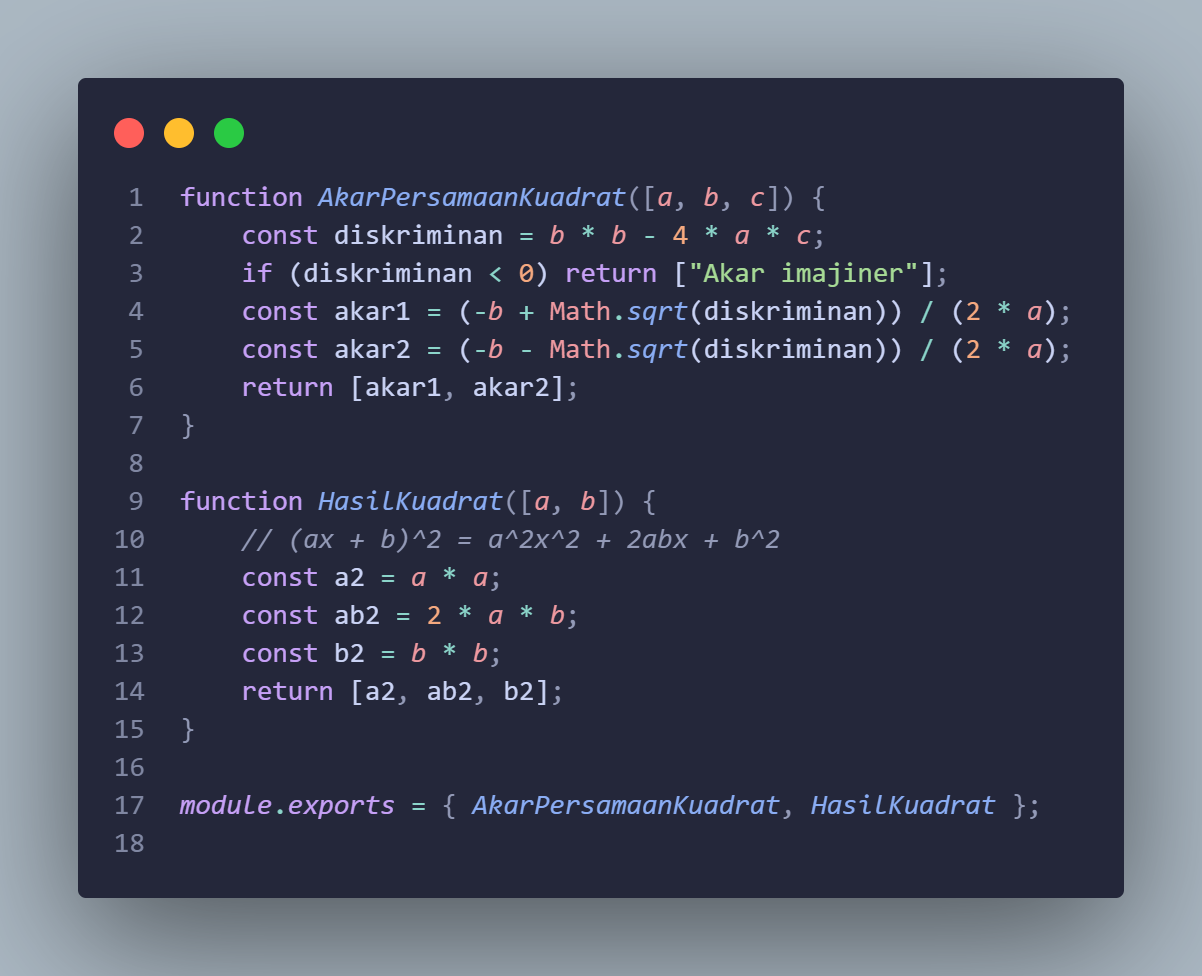 1 function AkarPersamaanKuadrat([a, b, c]) {
2     const diskriminan = b * b - 4 * a * c;
3     if (diskriminan < 0) return ["Akar imajiner"];
4     const akar1 = (-b + Math.sqrt(diskriminan)) / (2 * a);
5     const akar2 = (-b - Math.sqrt(diskriminan)) / (2 * a);
6     return [akar1, akar2];
7 }
8
9 function HasilKuadrat([a, b]) {
10     // (ax + b)^2 = a^2x^2 + 2abx + b^2
11     const a2 = a * a;
12     const ab2 = 2 * a * b;
13     const b2 = b * b;
14     return [a2, ab2, b2];
15 }
16
17 module.exports = { AkarPersamaanKuadrat, HasilKuadrat };
18